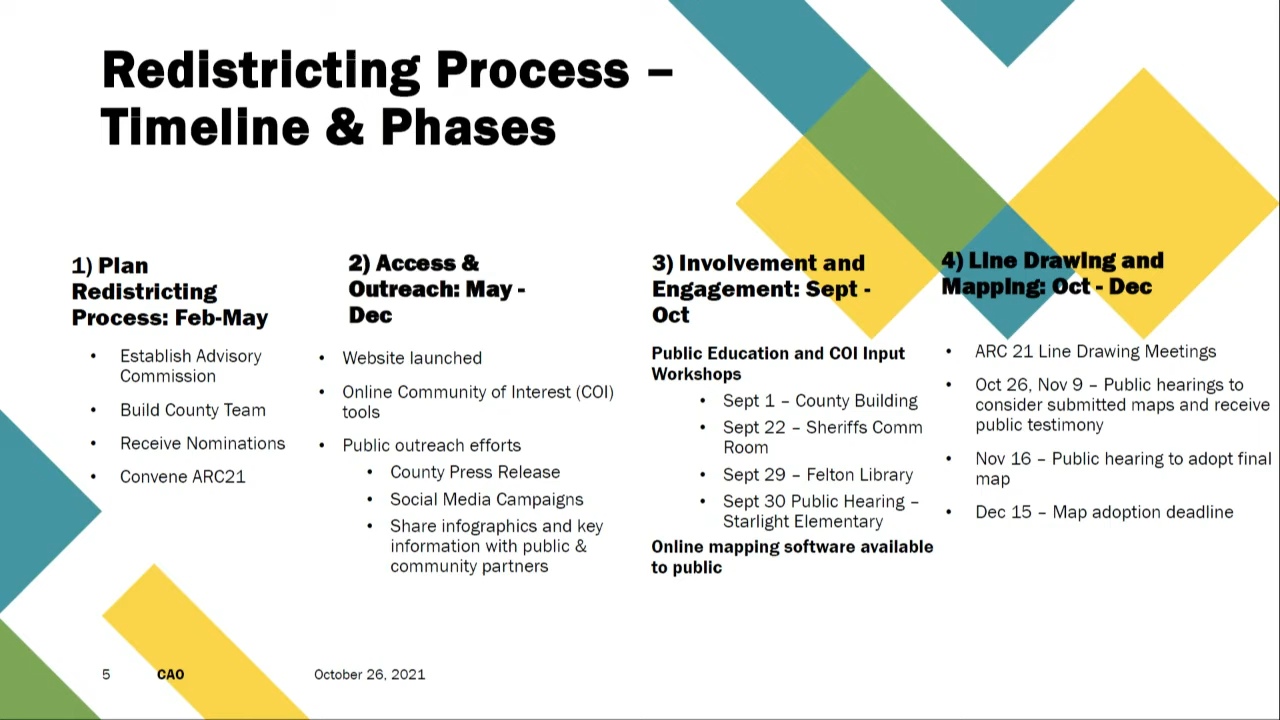 Redistricting Process –
Timeline & Phases
1) Plan
Redistricting
Process: Feb-May
• Establish Advisory
Commission
• Build County Team
• Receive Nominations
• Convene ARC21
2) Access &
Outreach: May -
Dec
• Website launched
• Online Community of Interest (COI)
tools
• Public outreach efforts
• County Press Release
• Social Media Campaigns
• Share infographics and key
information with public &
community partners
3) Involvement and
Engagement: Sept -
Oct
Public Education and COI Input
Workshops
• Sept 1 – County Building
• Sept 22 – Sheriffs Comm
Room
• Sept 29 – Felton Library
• Sept 30 Public Hearing –
Starlight Elementary
Online mapping software available
to public
4) Line Drawing and
Mapping: Oct - Dec
• ARC 21 Line Drawing Meetings
• Oct 26, Nov 9 – Public hearings to
consider submitted maps and receive
public testimony
• Nov 16 – Public hearing to adopt final
map
• Dec 15 – Map adoption deadline
5 CAO October 26, 2021